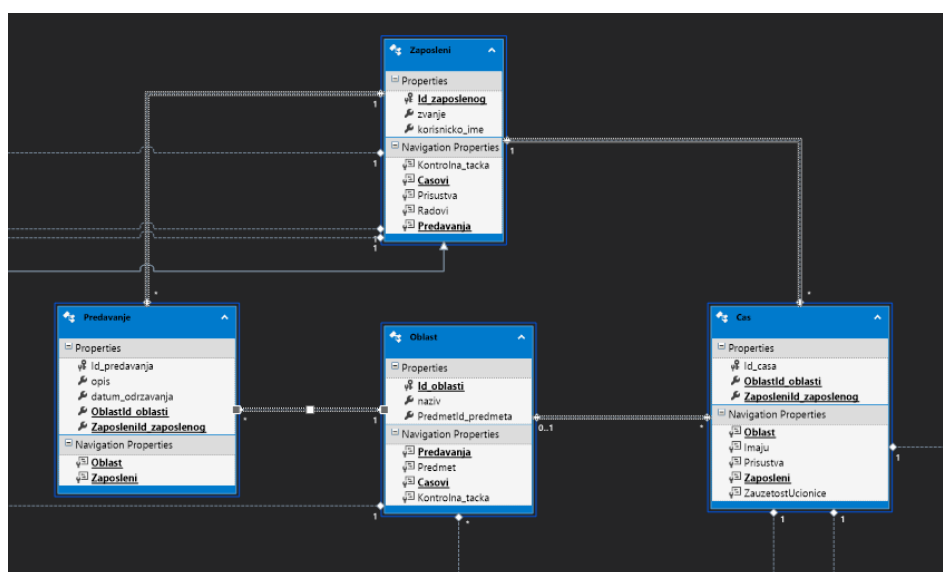 Zaposleni
Properties
Id_zaposlenog
zvanje
korisnicko_ime
Navigation Properties
Kontrolna_tacka
Casovi
Prisustva
Radovi
Predavanja
1
1
1
1
1
*
*
Predavanje
Properties
Id_predavanja
opis
datum_odrzavanja
OblastId_oblasti
ZaposleniId_zaposlenog
Navigation Properties
Oblast
Zaposleni
*
1
Oblast
Properties
Id_oblasti
naziv
PredmetId_predmeta
Navigation Properties
Predavanja
Predmet
Casovi
Kontrolna_tacka
1
*
0..1
*
Cas
Properties
Id_casa
OblastId_oblasti
ZaposleniId_zaposlenog
Navigation Properties
Oblast
Imaju
Prisustva
Zaposleni
ZauzetostUcionice
1
1
1